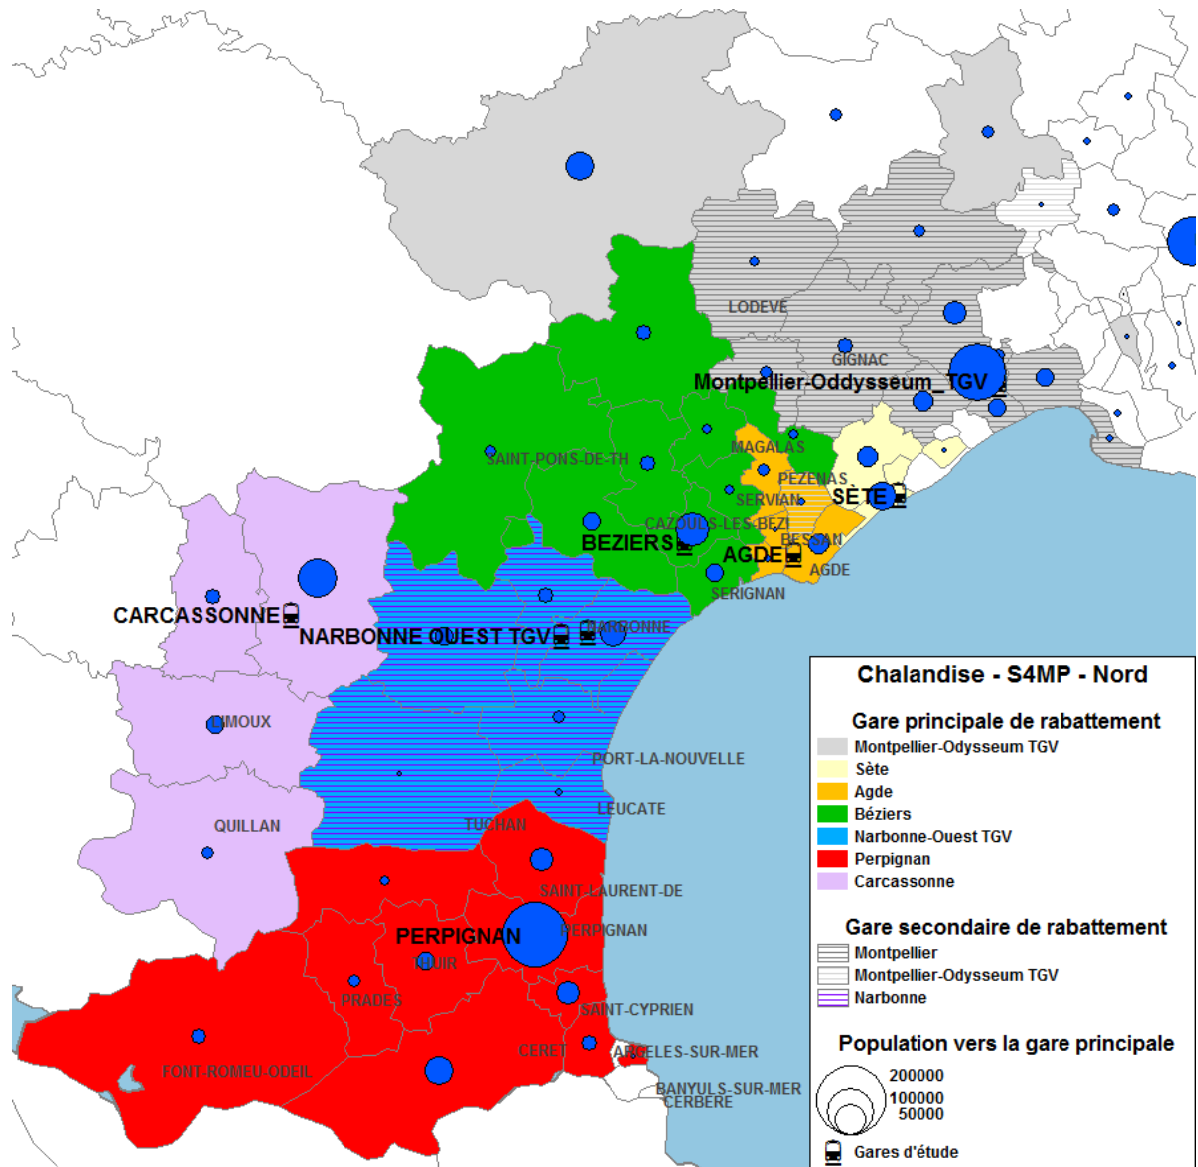 LODEVE
GIGNAC
Montpellier-Oddysseum_TGV
MAGALAS
SAINT-PONS-DE-TH
PEZENAS
SERVIAN
SÈTE
CAZOULS-LES-BEZI
BEZIERS
BESSAN
AGDE
AGDE
SERIGNAN
CARCASSONNE
NARBONNE
NARBONNE OUEST TGV
LIMOUX
PORT-LA-NOUVELLE
LEUCATE
QUILLAN
TUCHAN
SAINT-LAURENT-DE
PERPIGNAN
PERPIGNAN
THUIR
PRADES
SAINT-CYPRIEN
CERET
ARGELES-SUR-MER
FONT-ROMEU-ODEIL
BANYULS-SUR-MER
CERBERE
Chalandise - S4MP - Nord
Gare principale de rabattement
Montpellier-Odysseum TGV
Sète
Agde
Béziers
Narbonne-Ouest TGV
Perpignan
Carcassonne
Gare secondaire de rabattement
Montpellier
Montpellier-Odysseum TGV
Narbonne
Population vers la gare principale
200000
100000
50000
Gares d'étude